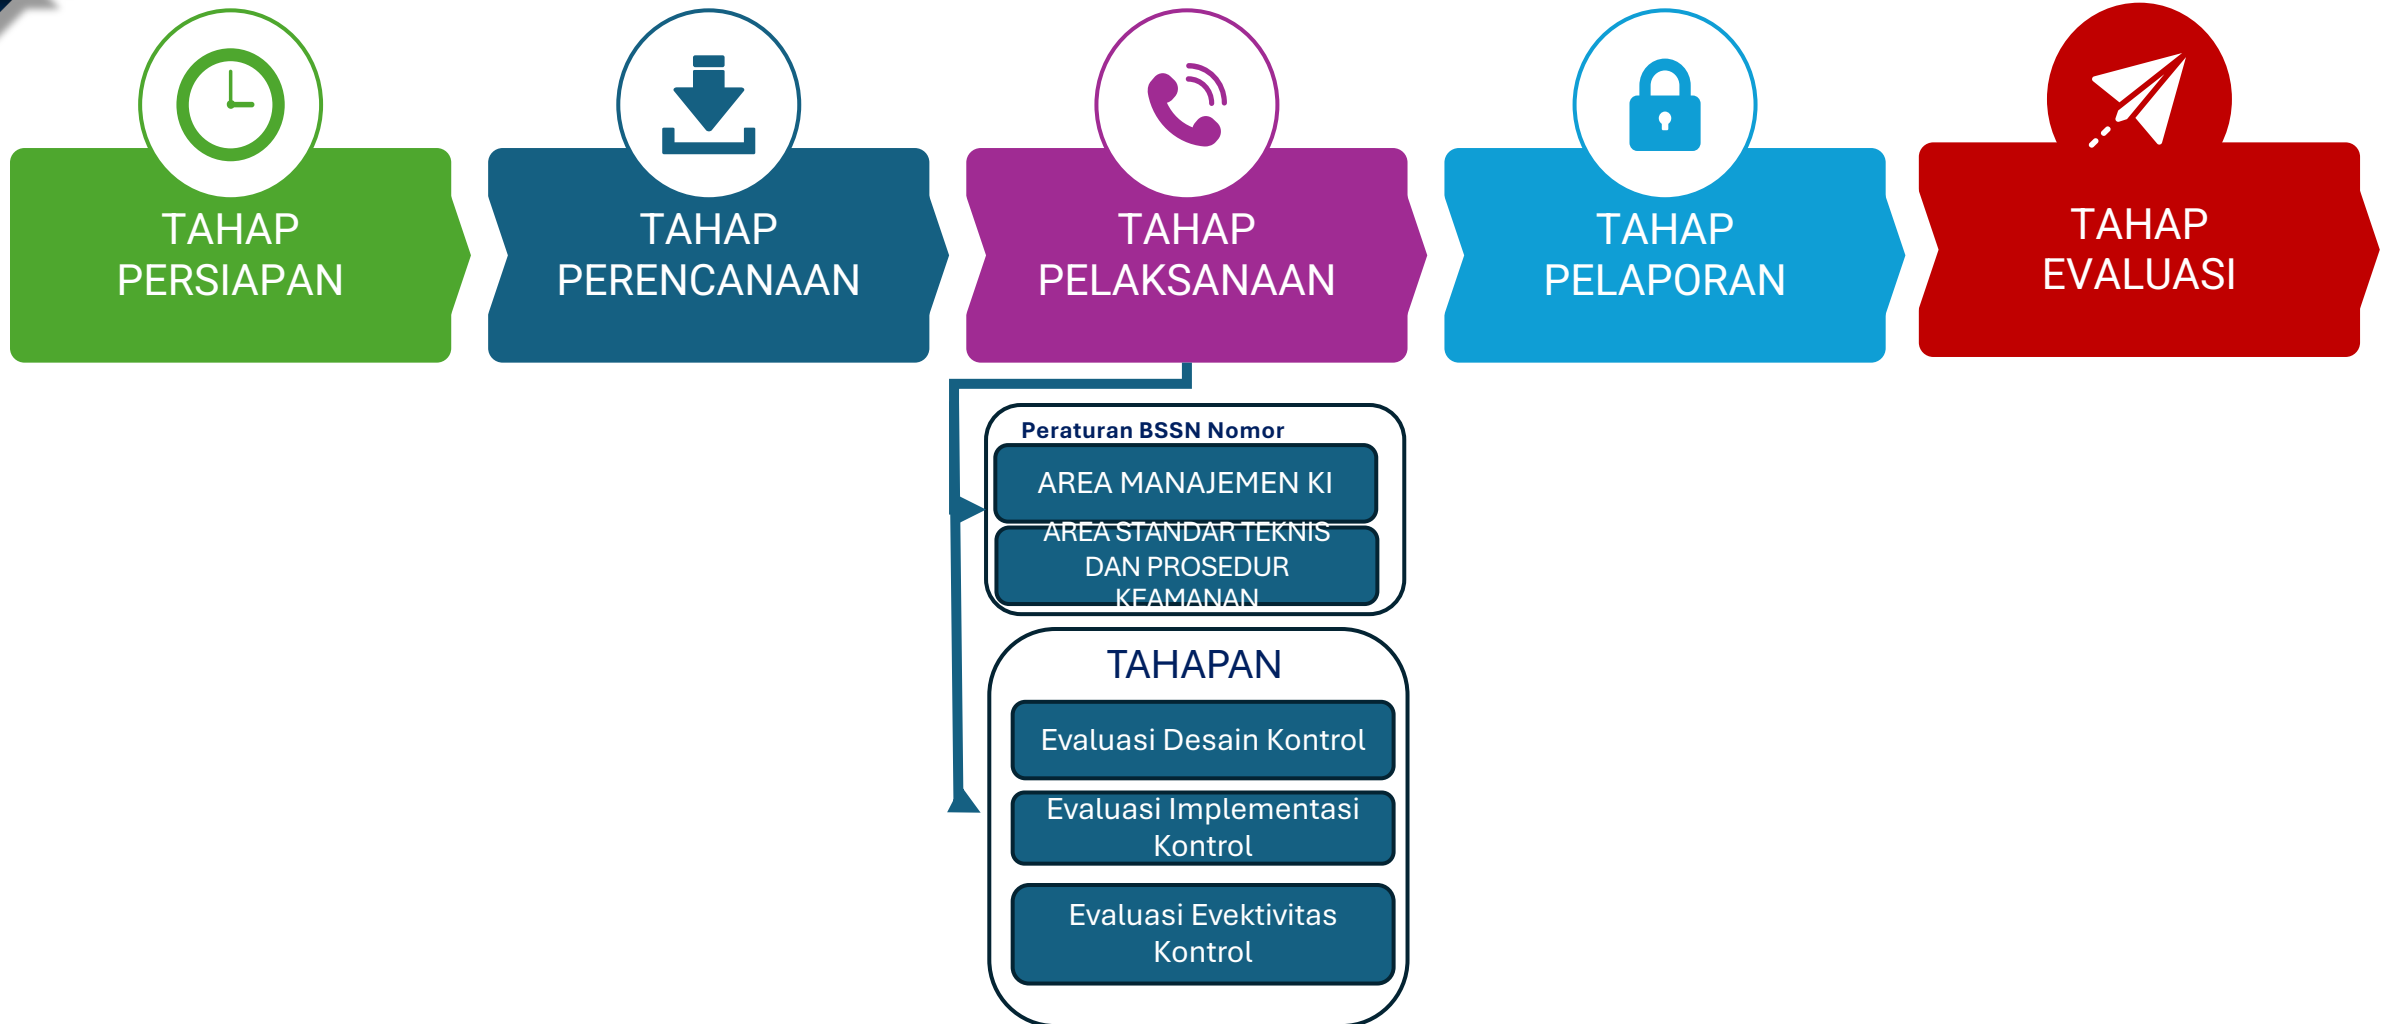 TAHAP
PERSIAPAN
TAHAP
PERENCANAAN
TAHAP
PELAKSANAAN
TAHAP
PELAPORAN
TAHAP
EVALUASI
Peraturan BSSN Nomor
AREA MANAJEMEN KI
AREA STANDAR TEKNIS
DAN PROSEDUR
KEAMANAN
TAHAPAN
Evaluasi Desain Kontrol
Evaluasi Implementasi
Kontrol
Evaluasi Evektivitas
Kontrol